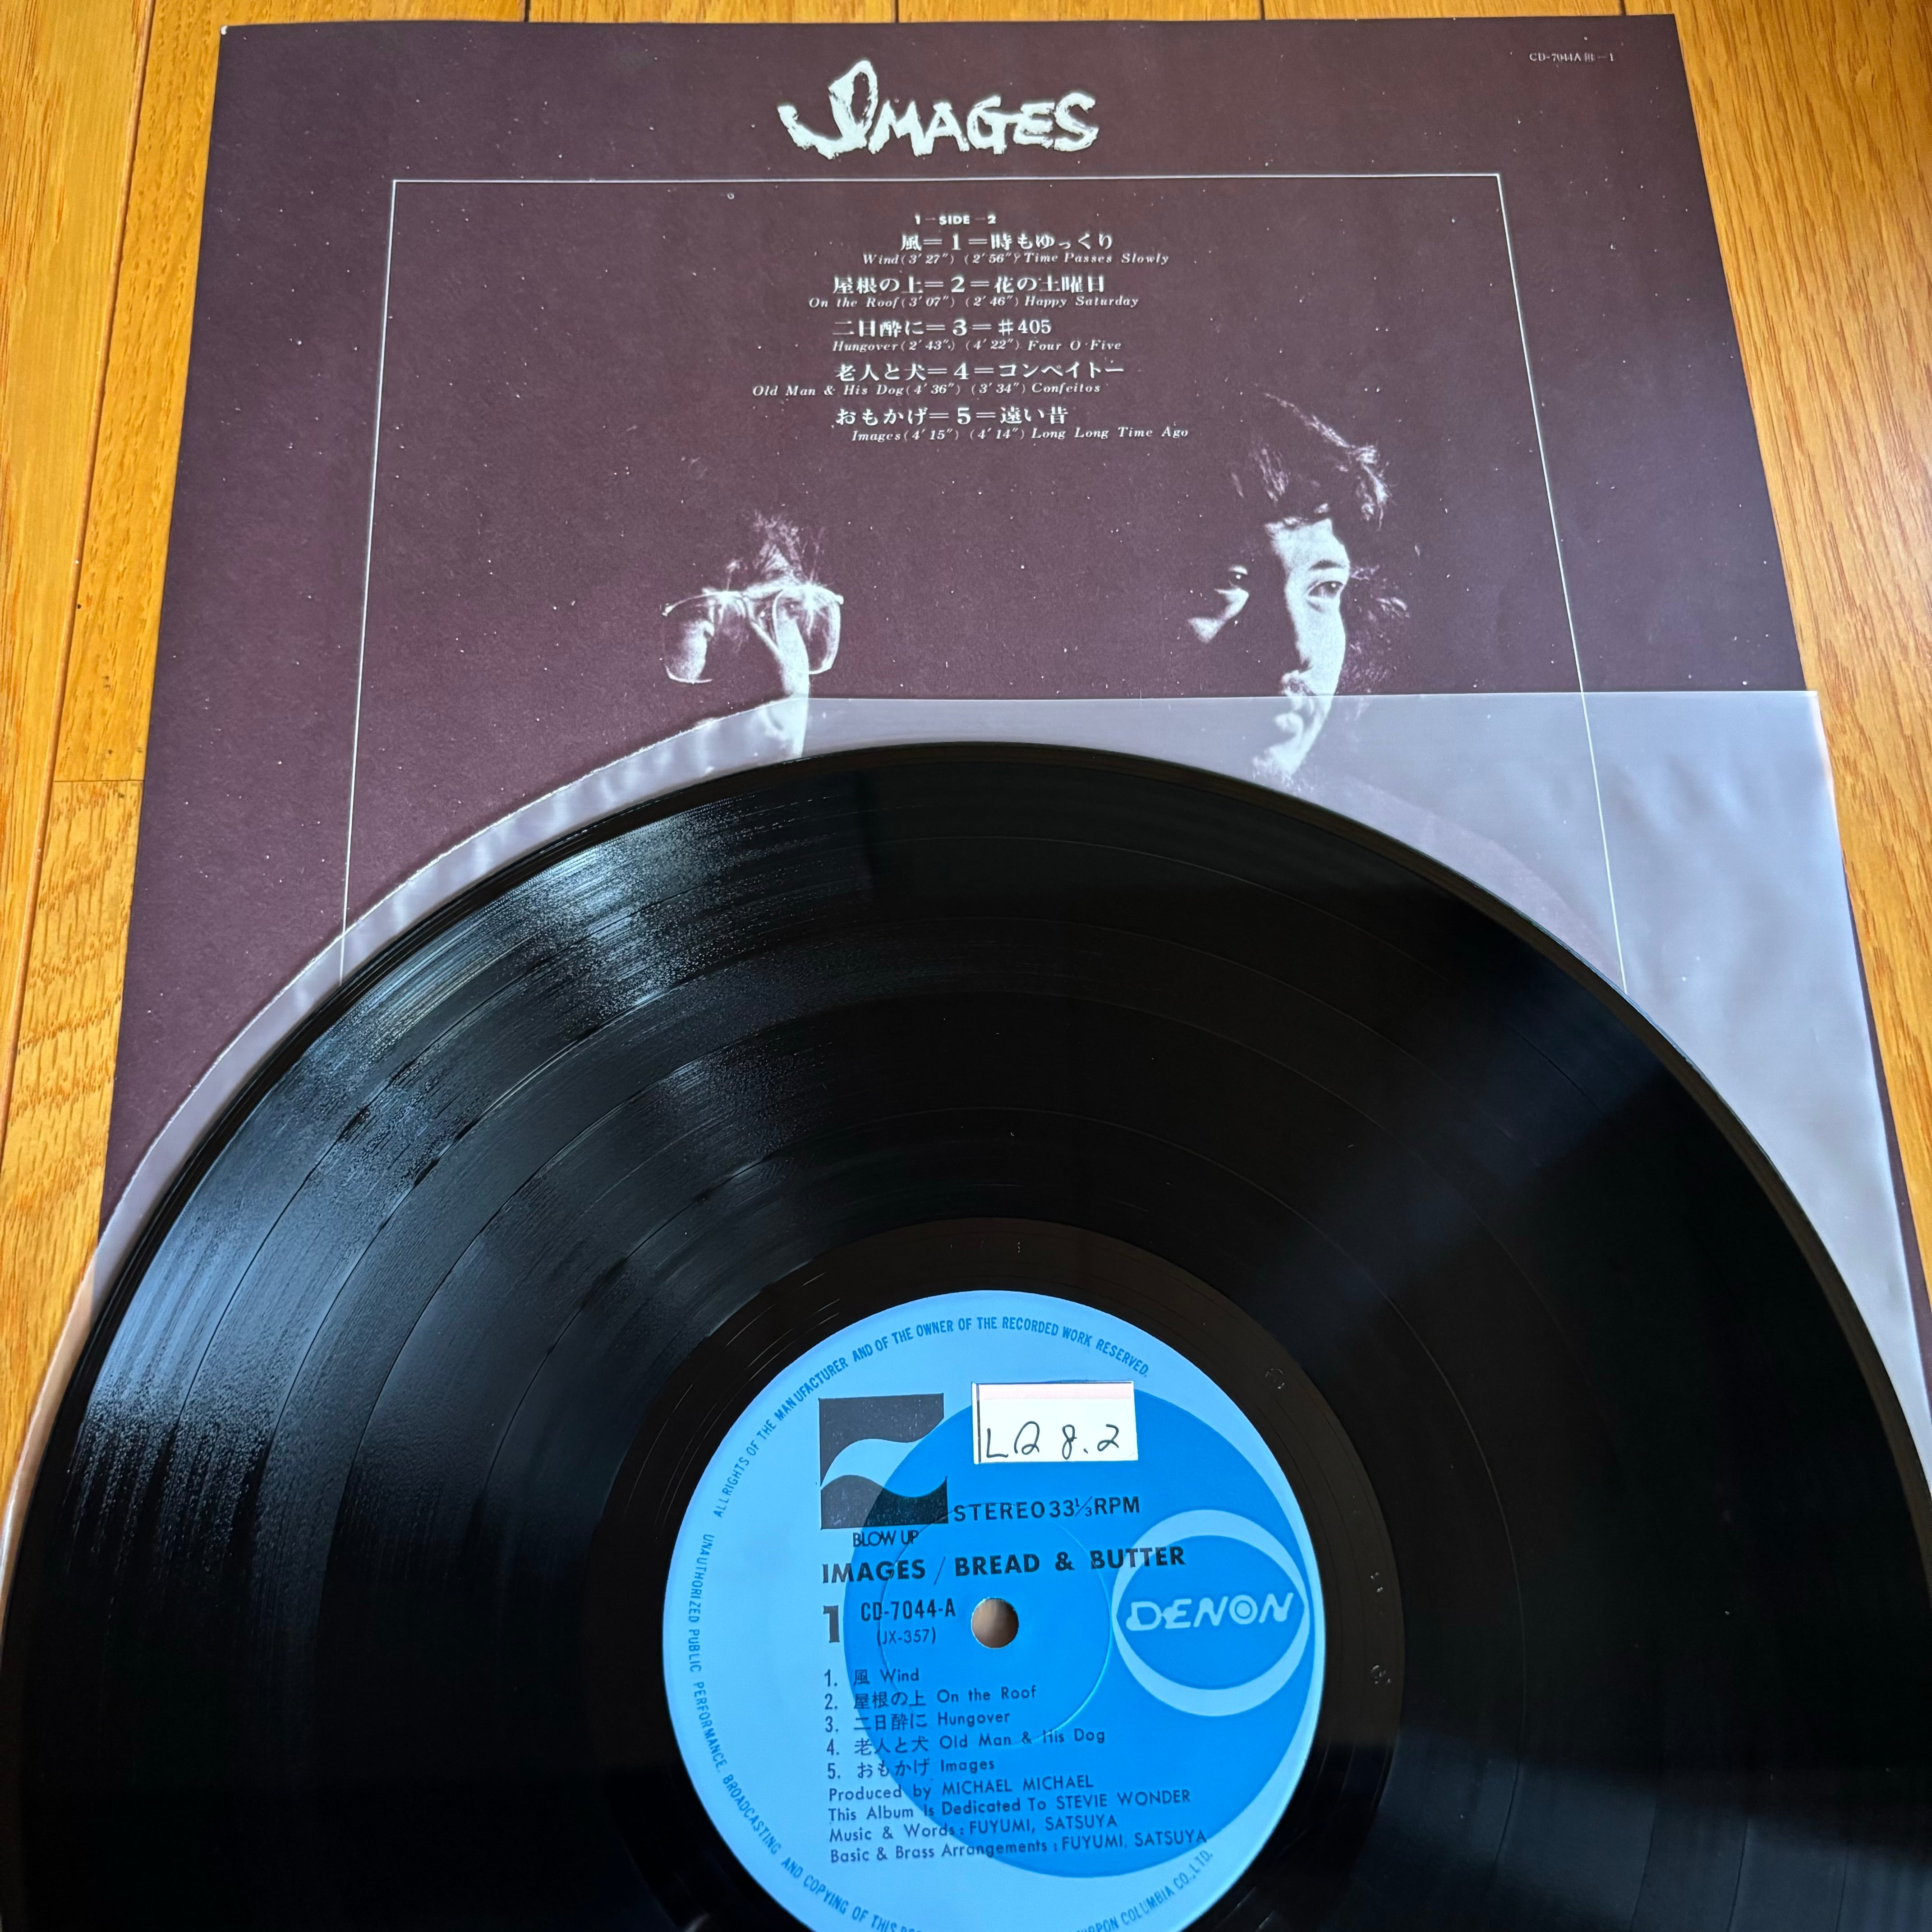 CD-7044A
IMAGES
1—SIDE—2
風=1=時もゆっくり
Wind(3'27") (2'56") Time Passes Slowly
屋根の上=2=花の土曜日
On the Roof(3'07") (2'46") Happy Saturday
二日酔に=3=♯405
Hungover(2'43") (4'22") Four O Five
老人と犬=4=コンペイトー
Old Man & His Dog(4'36") (3'34") Confeitos
おもかげ=5=遠い昔
Images(4'15") (4'14") Long Long Time Ago
ALL RIGHTS OF THE MANUFACTURER AND OF THE OWNER OF THE RECORDED WORK RESERVED.
UNAUTHORIZED PUBLIC PERFORMANCE, BROADCASTING AND COPYING OF THIS
NIPPON COLUMBIA CO., LTD.
8.2
STEREO 33⅓ RPM
BLOW UP
IMAGES / BREAD & BUTTER
1 CD-7044-A
(JX-357)
DENON
1. 風 Wind
2. 屋根の上 On the Roof
3. 二日酔に Hungover
4. 老人と犬 Old Man & His Dog
5. おもかげ Images
Produced by MICHAEL MICHAEL
This Album Is Dedicated To STEVIE WONDER
Music & Words : FUYUMI, SATSUYA
Basic & Brass Arrangements : FUYUMI, SATSUYA